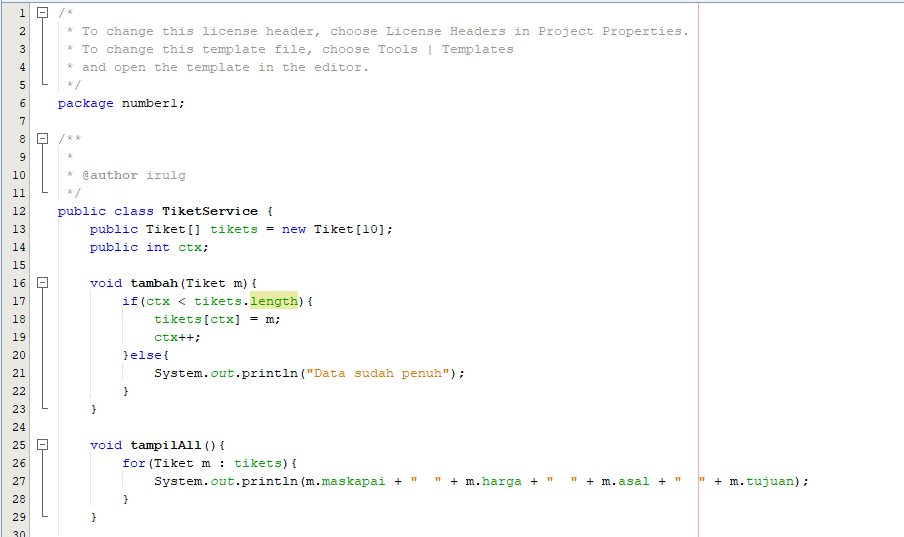 1 /*
2  * To change this license header, choose License Headers in Project Properties.
3  * To change this template file, choose Tools | Templates
4  * and open the template in the editor.
5  */
6 package number1;
7
8 /**
9  *
10  * @author irulg
11  */
12 public class TiketService {
13     public Tiket[] tikets = new Tiket[10];
14     public int ctx;
15
16     void tambah(Tiket m){
17         if(ctx < tikets.length){
18             tikets[ctx] = m;
19             ctx++;
20         }else{
21             System.out.println("Data sudah penuh");
22         }
23     }
24
25     void tampilAll(){
26         for(Tiket m : tikets){
27             System.out.println(m.maskapai + "  " + m.harga + "  " + m.asal + "  " + m.tujuan);
28         }
29     }
30